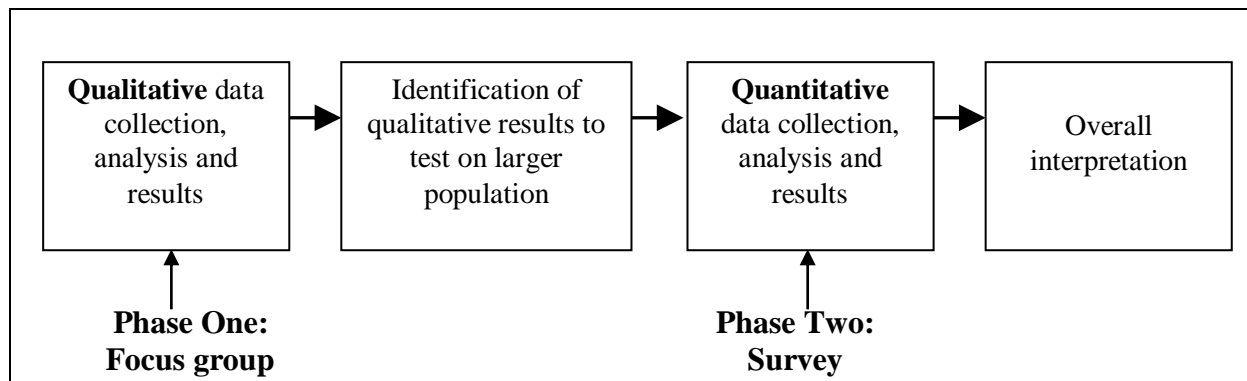 Qualitative data
collection,
analysis and
results
Identification of
qualitative results to
test on larger
population
Quantitative
data collection,
analysis and
results
Overall
interpretation
Phase One:
Focus group
Phase Two:
Survey